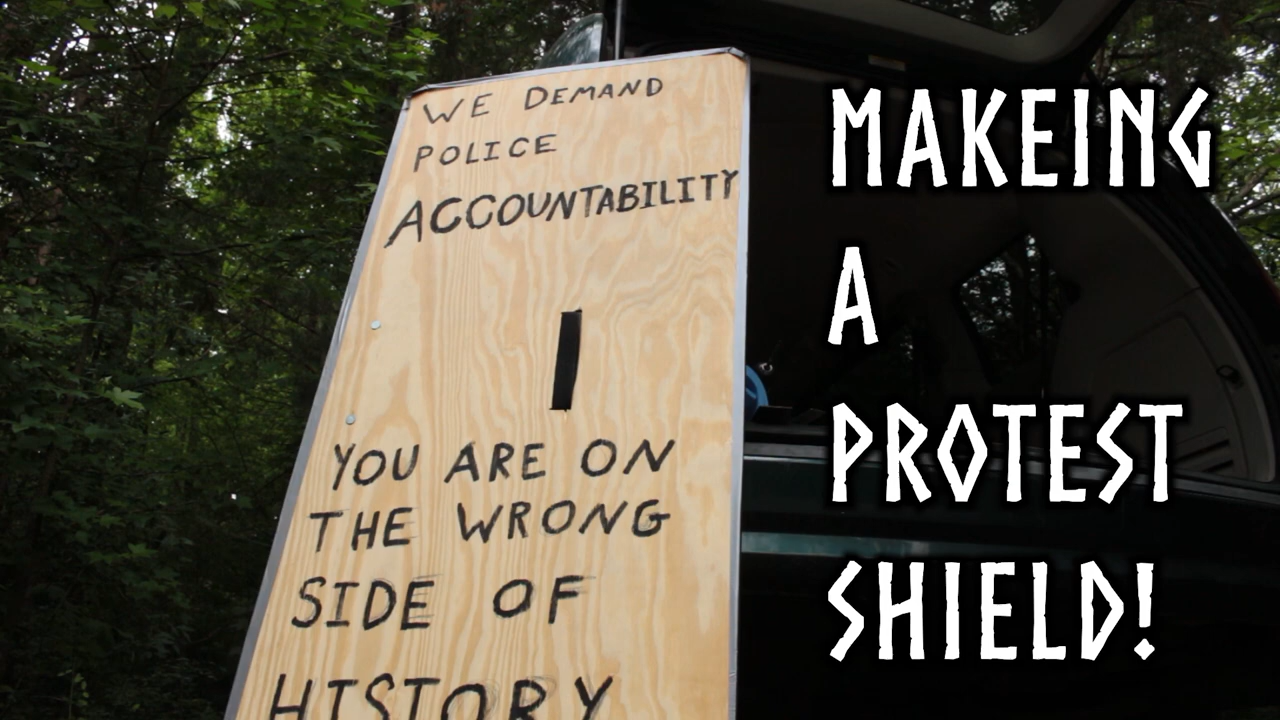 WE DEMAND
POLICE
ACCOUNTABILITY
YOU ARE ON
THE WRONG
SIDE OF
HISTORY
MAKEING
A
PROTEST
SHIELD!